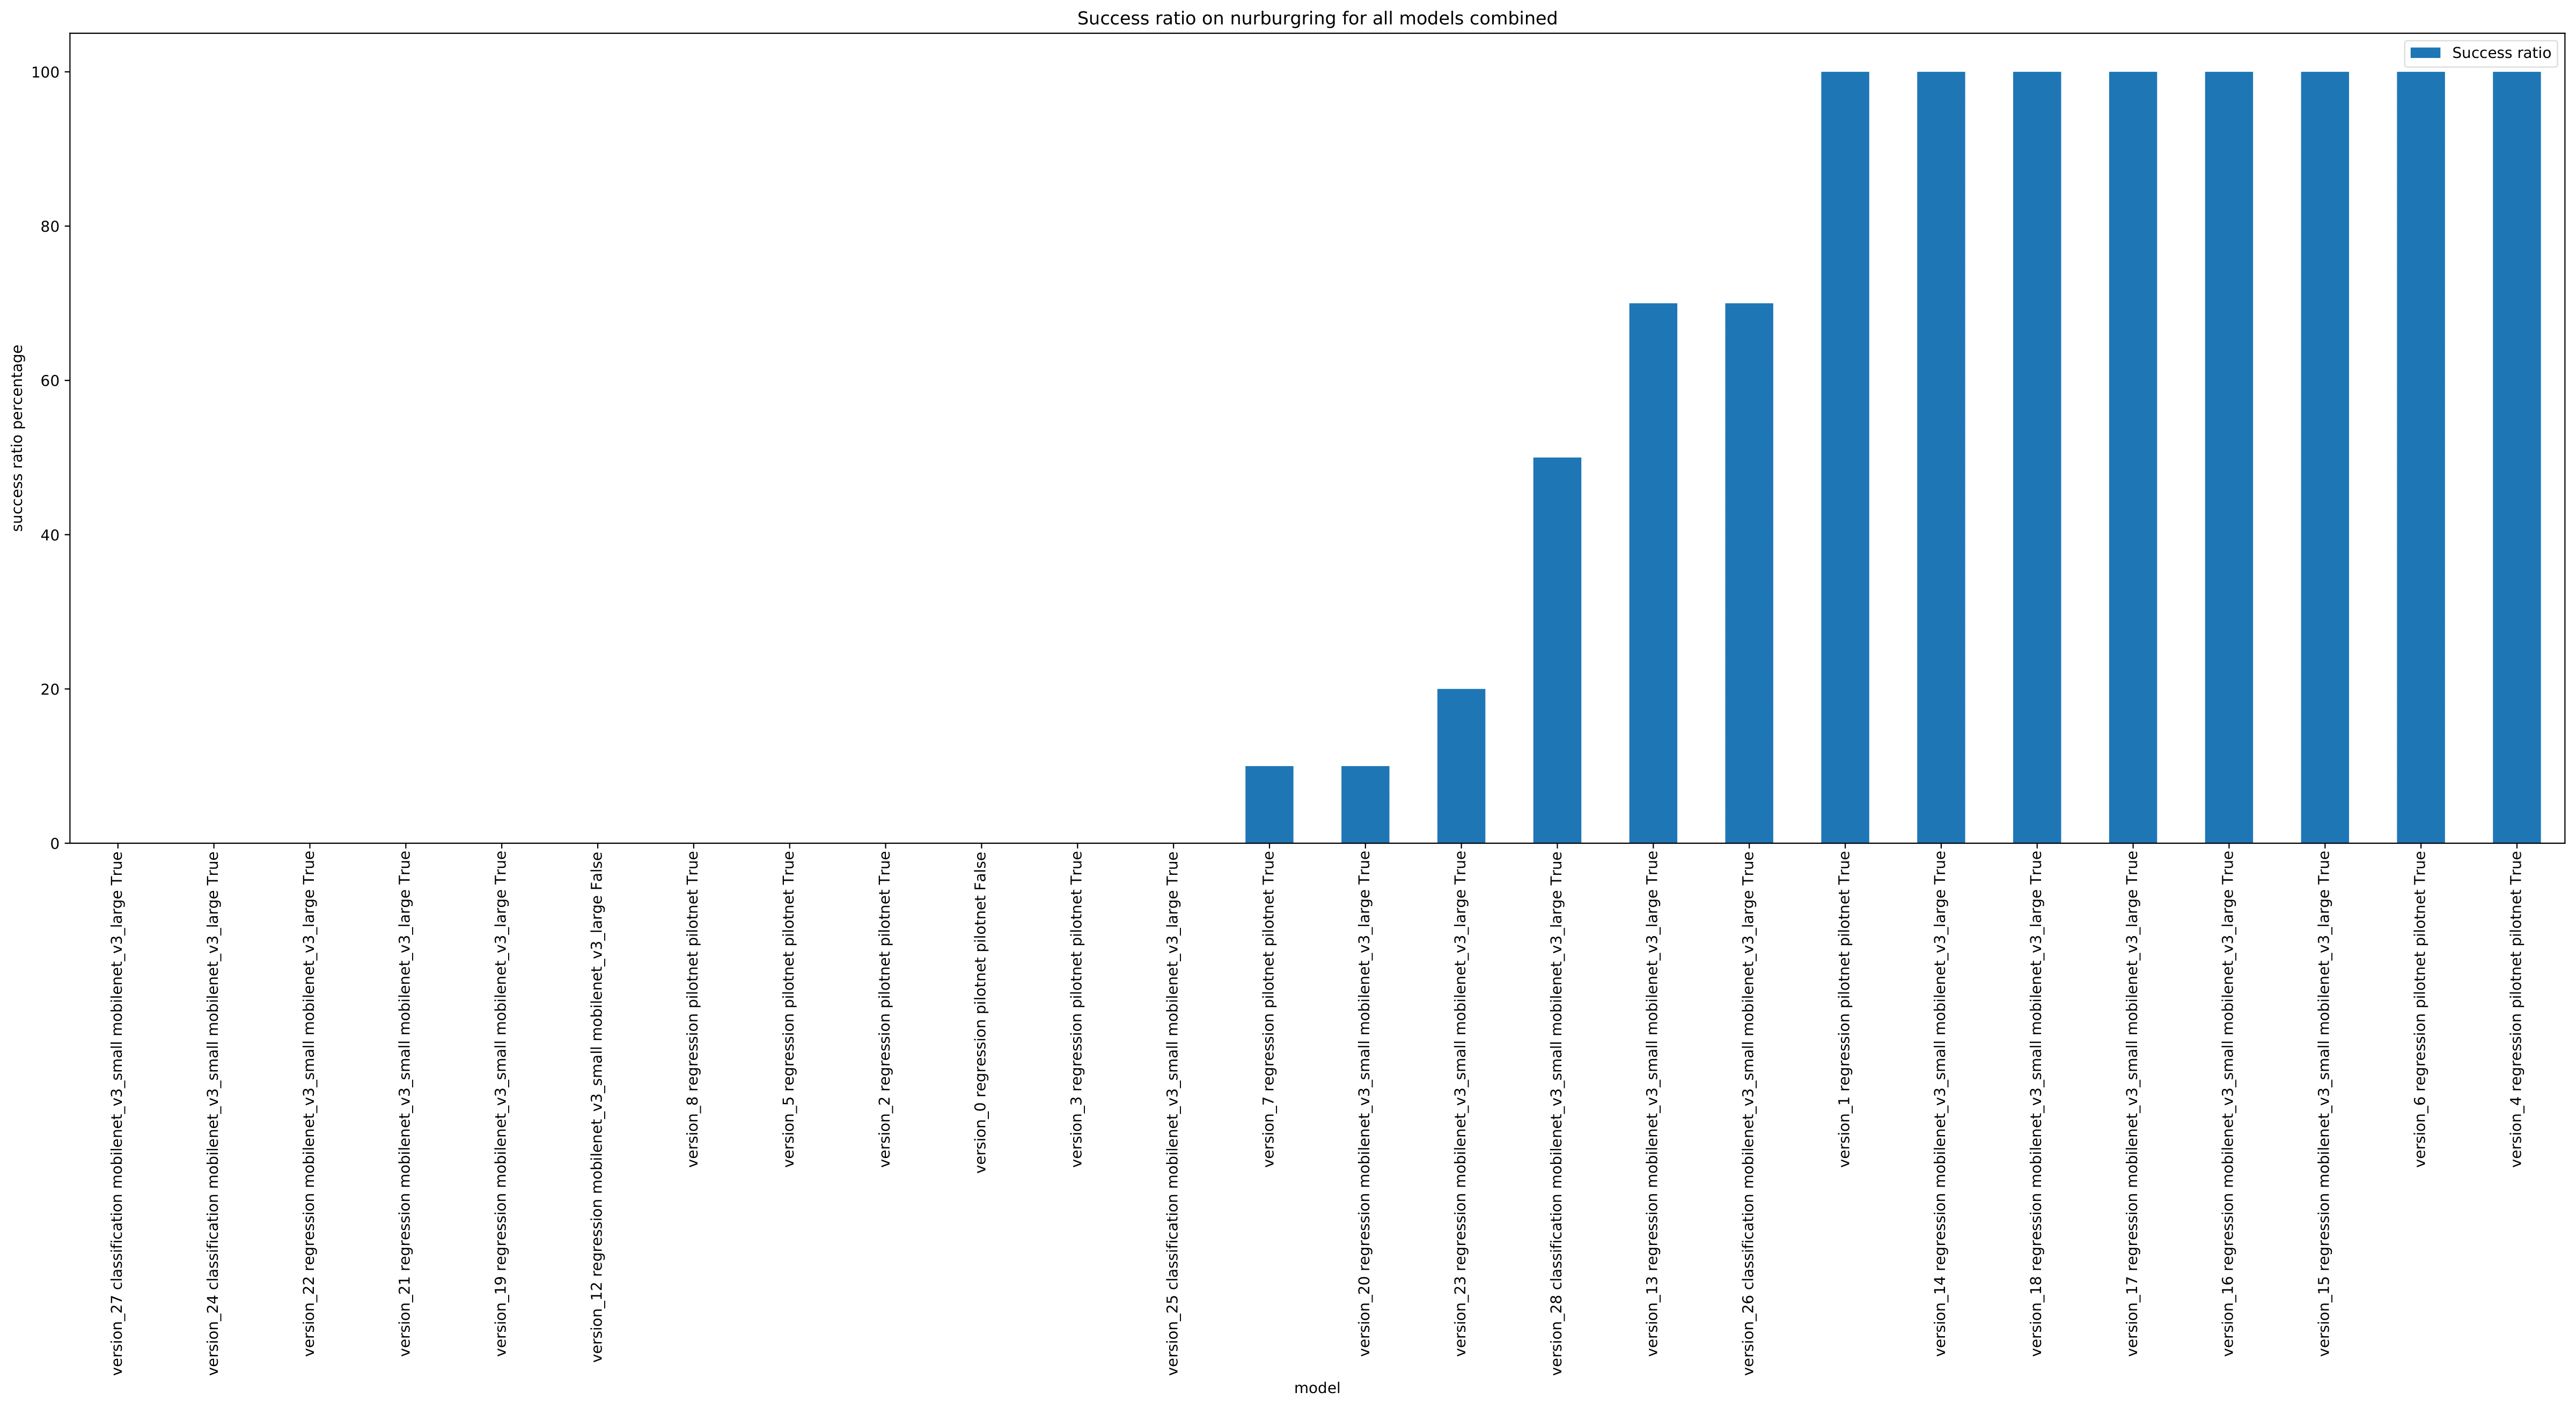 Success ratio on nurburgring for all models combined
Success ratio
success ratio percentage
100
80
60
40
20
0
version_27 classification mobilenet_v3_small mobilenet_v3_large True
version_24 classification mobilenet_v3_small mobilenet_v3_large True
version_22 regression mobilenet_v3_small mobilenet_v3_large True
version_21 regression mobilenet_v3_small mobilenet_v3_large True
version_19 regression mobilenet_v3_small mobilenet_v3_large True
version_12 regression mobilenet_v3_small mobilenet_v3_large False
version_8 regression pilotnet pilotnet True
version_5 regression pilotnet pilotnet True
version_2 regression pilotnet pilotnet True
version_0 regression pilotnet pilotnet False
version_3 regression pilotnet pilotnet True
version_25 classification mobilenet_v3_small mobilenet_v3_large True
version_7 regression pilotnet pilotnet True
version_20 regression mobilenet_v3_small mobilenet_v3_large True
version_23 regression mobilenet_v3_small mobilenet_v3_large True
version_28 classification mobilenet_v3_small mobilenet_v3_large True
version_13 regression mobilenet_v3_small mobilenet_v3_large True
version_26 classification mobilenet_v3_small mobilenet_v3_large True
version_1 regression pilotnet pilotnet True
version_14 regression mobilenet_v3_small mobilenet_v3_large True
version_18 regression mobilenet_v3_small mobilenet_v3_large True
version_17 regression mobilenet_v3_small mobilenet_v3_large True
version_16 regression mobilenet_v3_small mobilenet_v3_large True
version_15 regression mobilenet_v3_small mobilenet_v3_large True
version_6 regression pilotnet pilotnet True
version_4 regression pilotnet pilotnet True
model